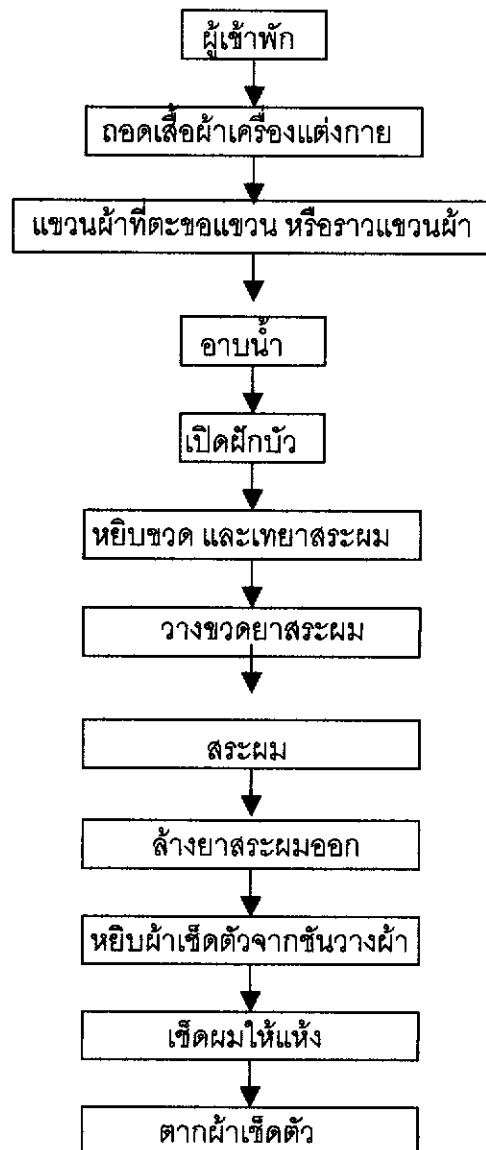 ผู้เข้าพัก
ถอดเสื้อผ้าเครื่องแต่งกาย
แขวนผ้าที่ตะขอแขวน หรือราวแขวนผ้า
อาบน้ำ
เปิดฝักบัว
หยิบขวด และเทยาสระผม
วางขวดยาสระผม
สระผม
ล้างยาสระผมออก
หยิบผ้าเช็ดตัวจากชั้นวางผ้า
เช็ดผมให้แห้ง
ตากผ้าเช็ดตัว